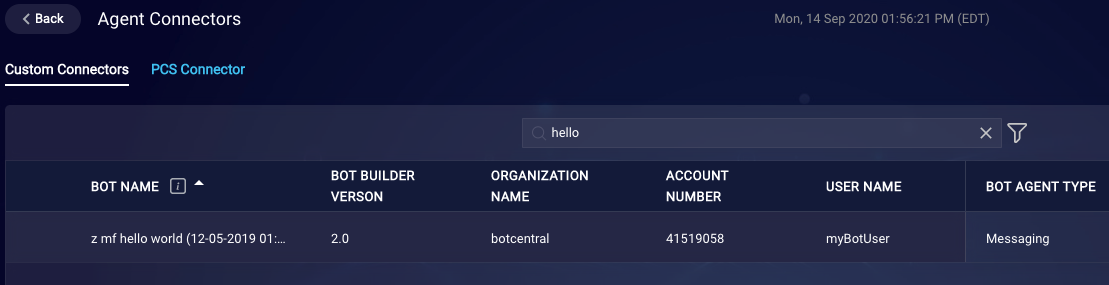 Back
Agent Connectors
Mon, 14 Sep 2020 01:56:21 PM (EDT)
Custom Connectors
PCS Connector
hello
BOT NAME
BOT BUILDER
VERSON
ORGANIZATION
NAME
ACCOUNT
NUMBER
USER NAME
BOT AGENT TYPE
z mf hello world (12-05-2019 01:...
2.0
botcentral
41519058
myBotUser
Messaging